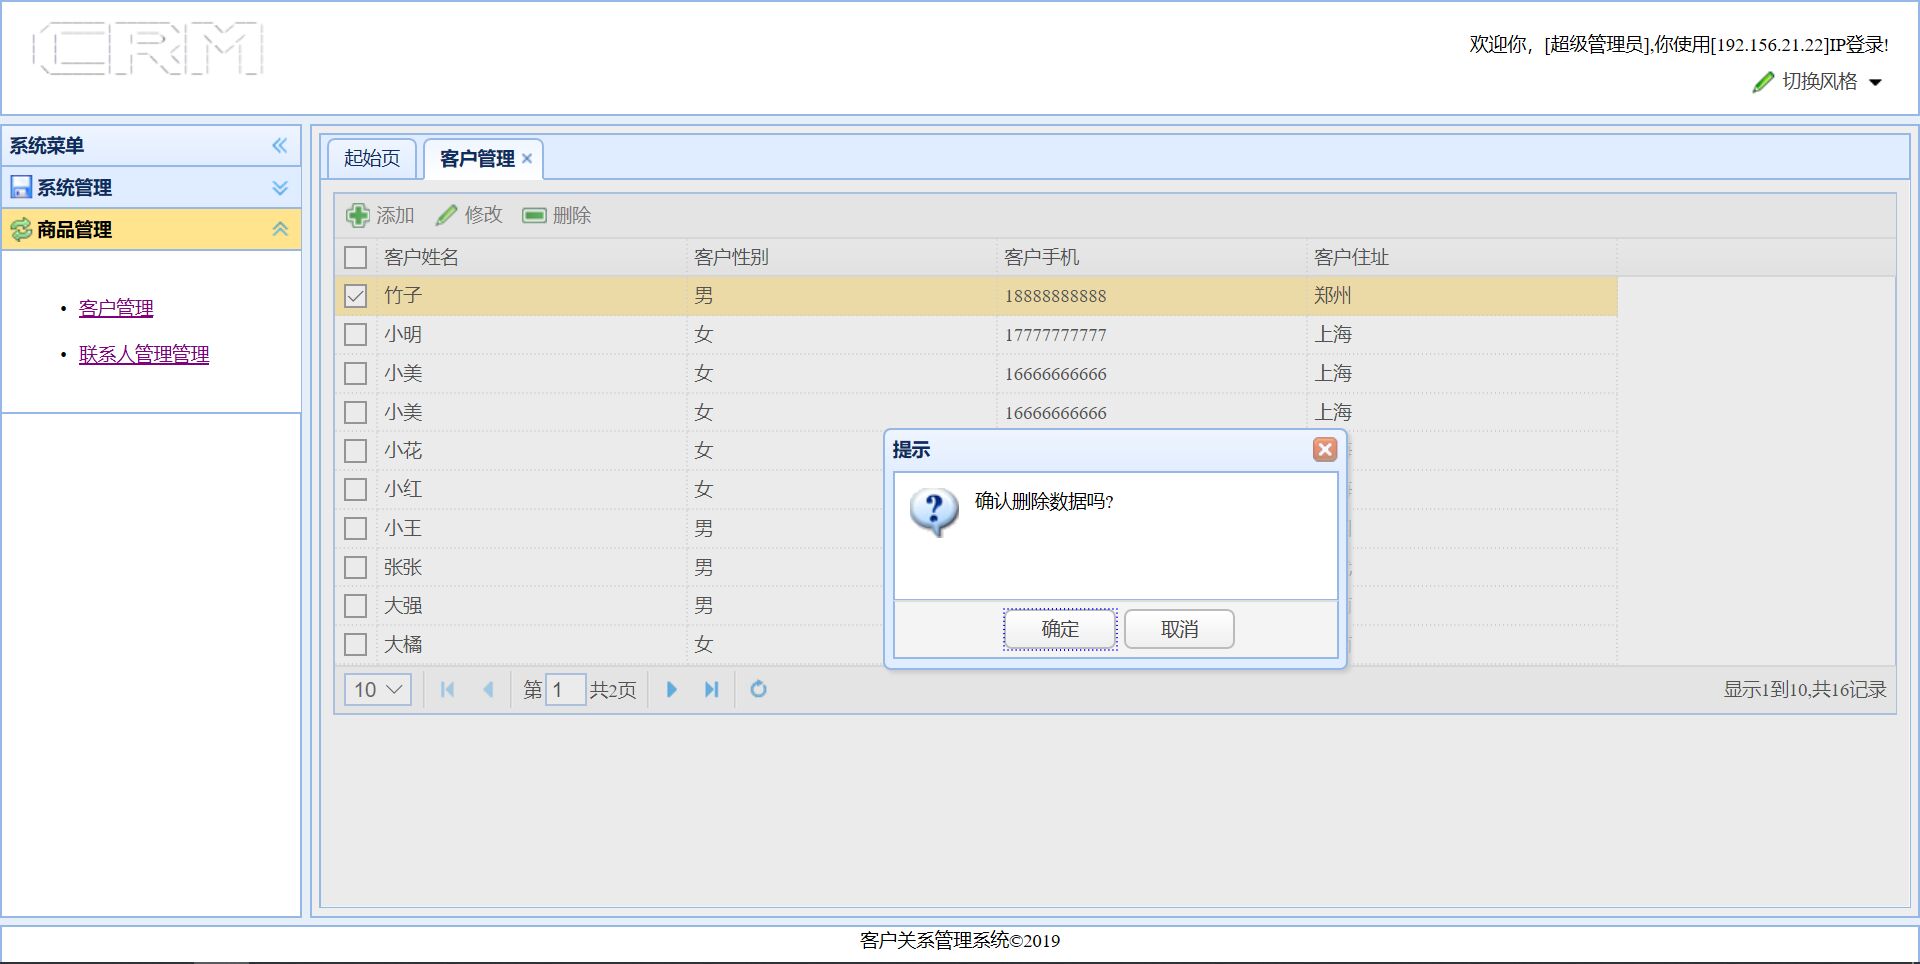 CRM
欢迎你，[超级管理员],你使用[192.156.21.22]IP登录!
切换风格
系统菜单
系统管理
商品管理
客户管理
联系人管理管理
起始页 客户管理
添加 修改 删除
客户姓名 客户性别 客户手机 客户住址
竹子 男 18888888888 郑州
小明 女 17777777777 上海
小美 女 16666666666 上海
小美 女 16666666666 上海
小花 女
小红 女
小王 男
张张 男
大强 男
大橘 女
提示
确认删除数据吗?
确定 取消
10 第 1 共2页 显示1到10,共16记录
客户关系管理系统©2019